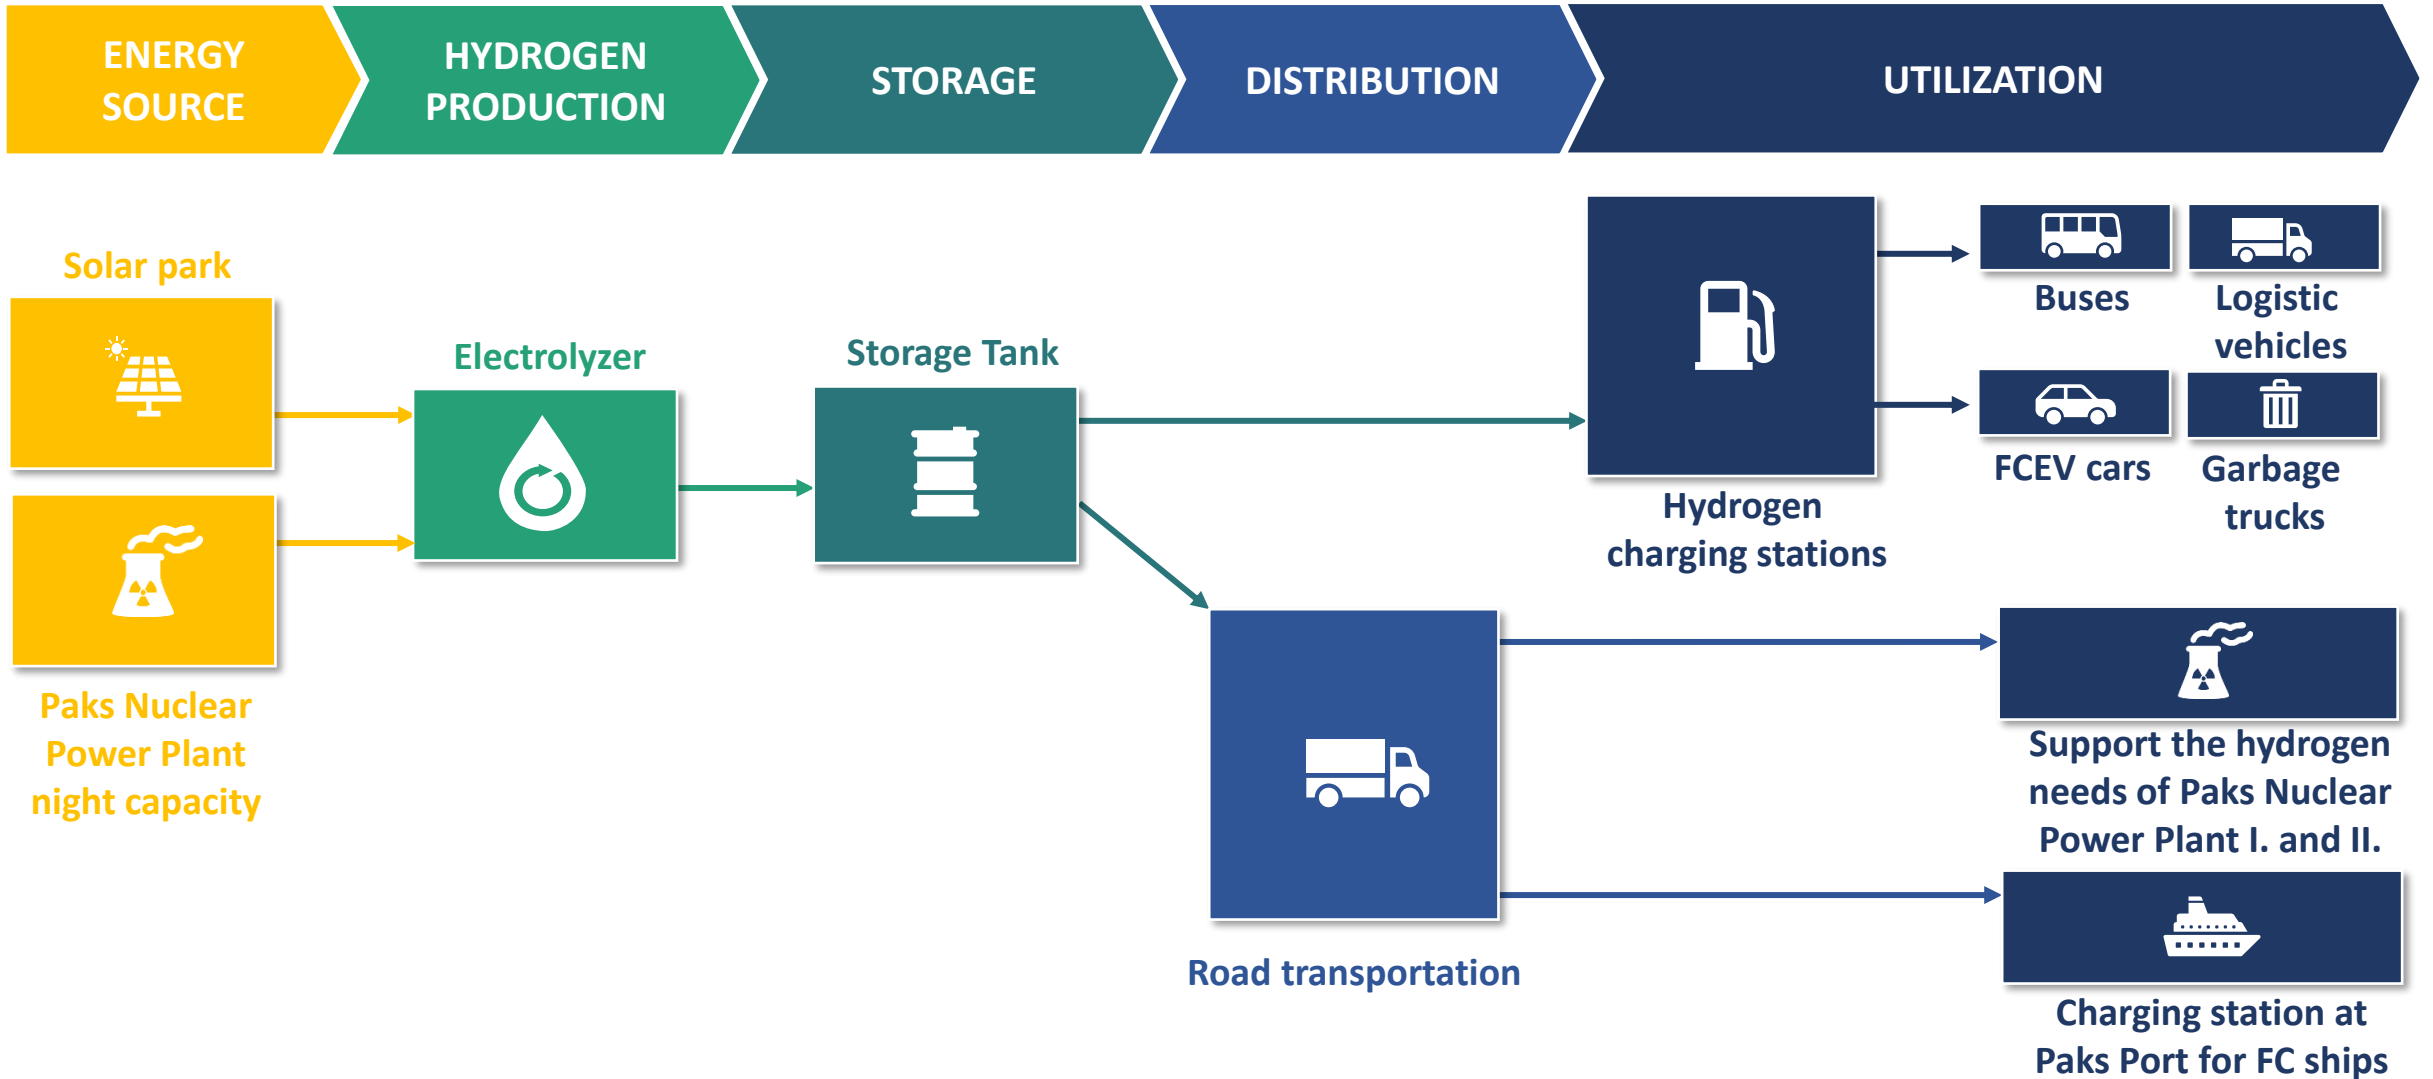 ENERGY
SOURCE
HYDROGEN
PRODUCTION
STORAGE
DISTRIBUTION
UTILIZATION
Solar park
Paks Nuclear
Power Plant
night capacity
Electrolyzer
Storage Tank
Road transportation
Hydrogen
charging stations
Buses
Logistic
vehicles
FCEV cars
Garbage
trucks
Support the hydrogen
needs of Paks Nuclear
Power Plant I. and II.
Charging station at
Paks Port for FC ships